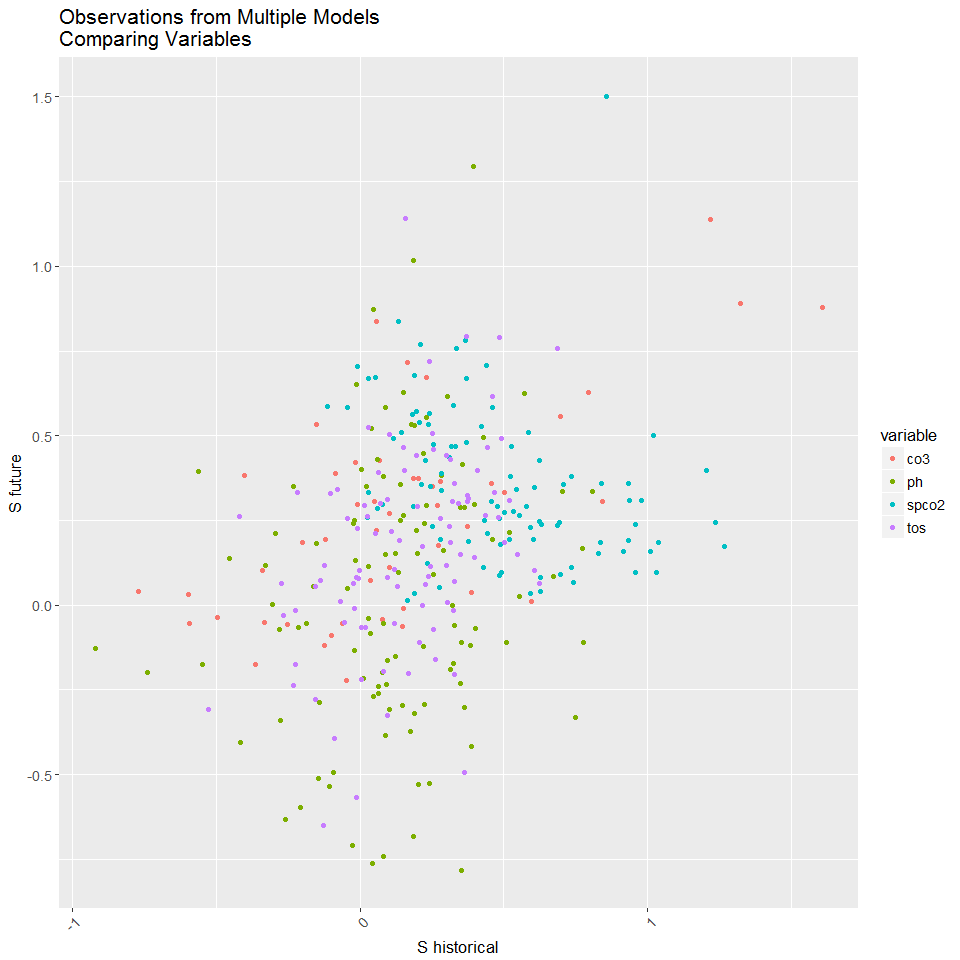 Observations from Multiple Models
Comparing Variables
1.5
1.0
0.5
0.0
-0.5
S future
-1
0
1
S historical
variable
co3
ph
spco2
tos